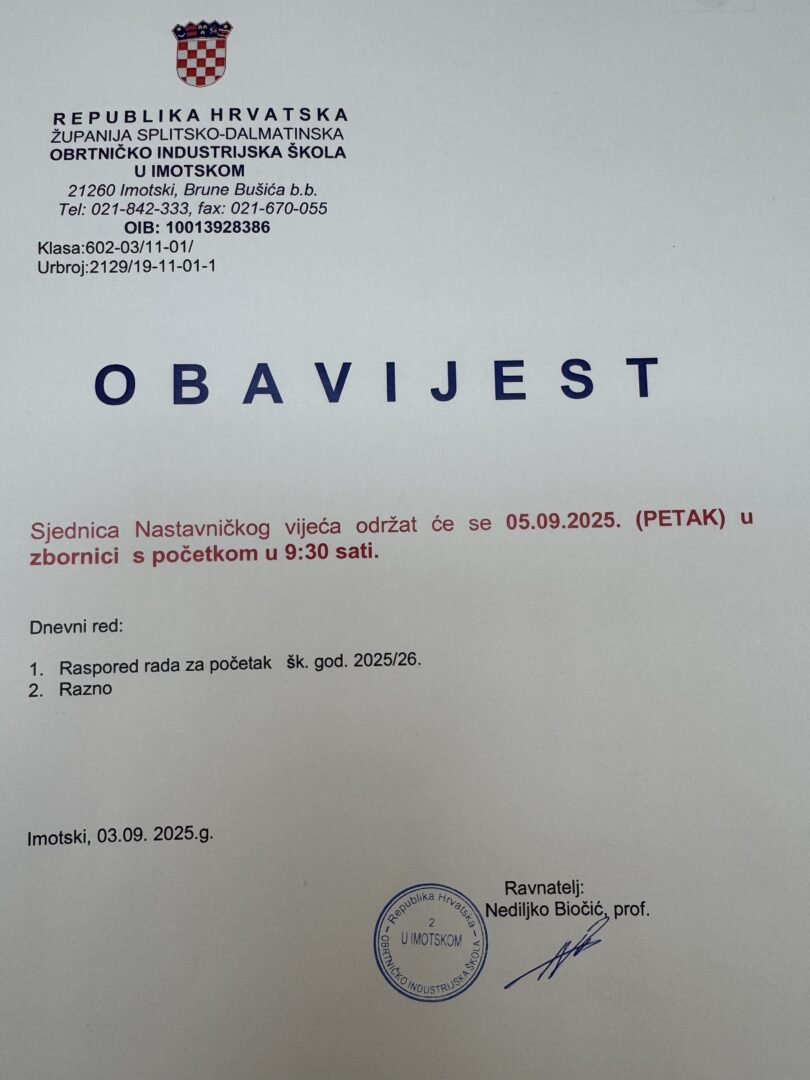 REPUBLIKA HRVATSKA
ŽUPANIJA SPLITSKO-DALMATINSKA
OBRTNIČKO INDUSTRIJSKA ŠKOLA
U IMOTSKOM
21260 Imotski, Brune Bušića b.b.
Tel: 021-842-333, fax: 021-670-055
OIB: 10013928386
Klasa:602-03/11-01/
Urbroj:2129/19-11-01-1
OBAVIJEST
Sjednica Nastavničkog vijeća održat će se 05.09.2025. (PETAK) u
zbornici s početkom u 9:30 sati.
Dnevni red:
1. Raspored rada za početak šk. god. 2025/26.
2. Razno
Imotski, 03.09. 2025.g.
Ravnatelj:
Nediljko Biočić, prof.
Republika Hrvatska
2
U IMOTSKOM
OBRTNIČKO INDUSTRIJSKA ŠKOLA